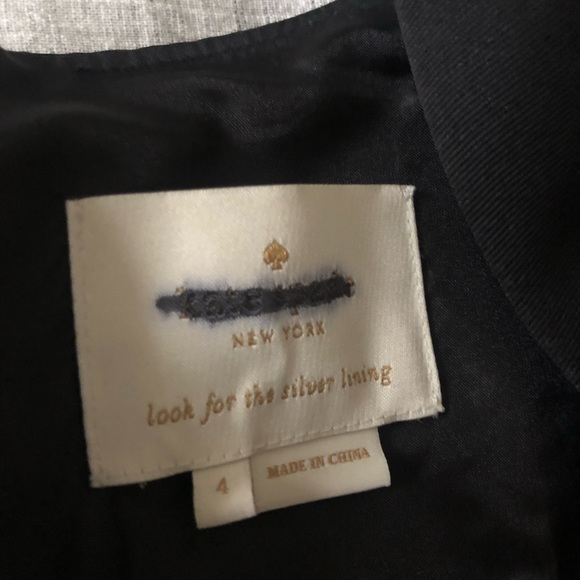 NEW YORK
look for the silver lining
4
MADE IN CHINA